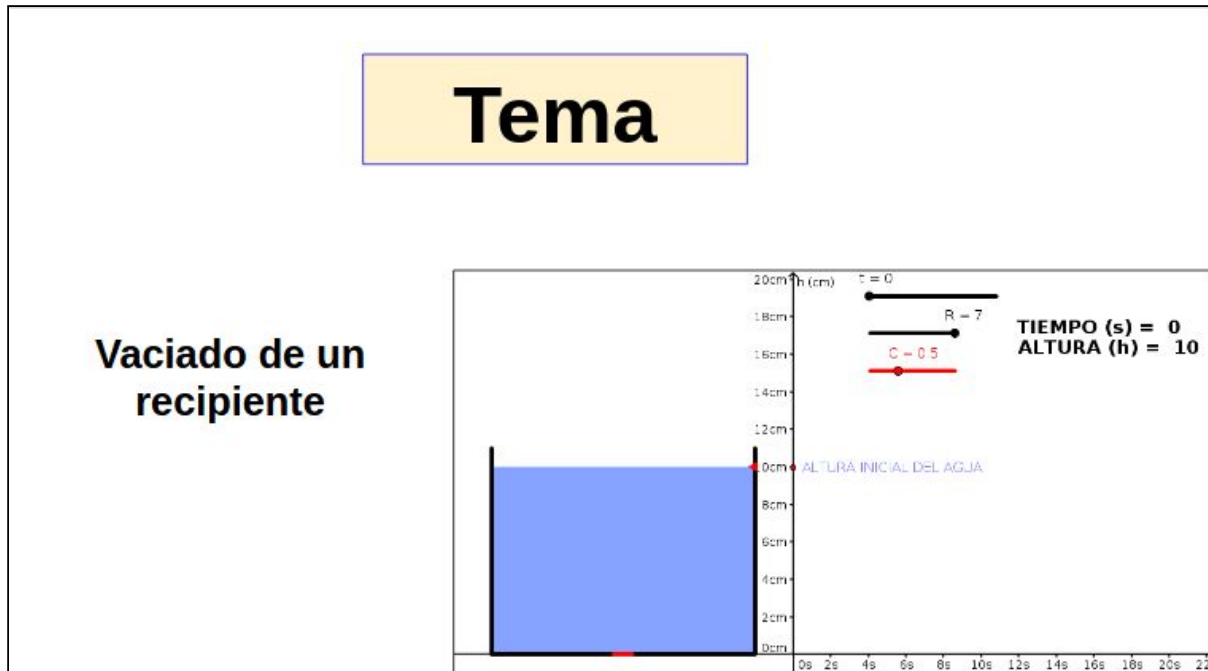 Tema
Vaciado de un
recipiente
20cm h (cm)
t = 0
18cm
R = 7
TIEMPO (s) = 0
ALTURA (h) = 10
16cm
C = 0 5
14cm
12cm
0cm ALTURA INICIAL DEL AGUA
8cm
6cm
4cm
2cm
0cm
0s 2s 4s 6s 8s 10s 12s 14s 16s 18s 20s 22